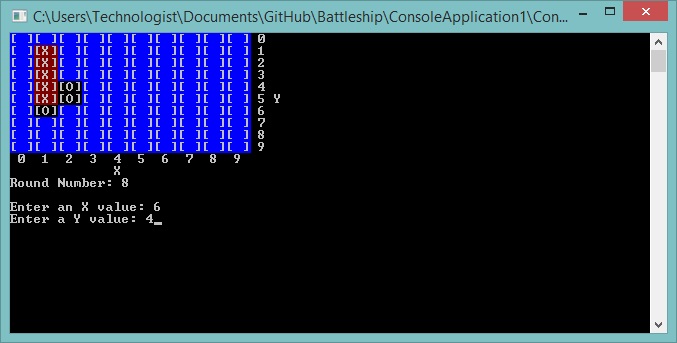 C:\Users\Technologist\Documents\GitHub\Battleship\ConsoleApplication1\Con...
[ ][ ][ ][ ][ ][ ][ ][ ][ ][ ] 0
[ ][X][ ][ ][ ][ ][ ][ ][ ][ ] 1
[ ][X][ ][ ][ ][ ][ ][ ][ ][ ] 2
[ ][X][ ][ ][ ][ ][ ][ ][ ][ ] 3
[ ][X][O][ ][ ][ ][ ][ ][ ][ ] 4
[ ][X][O][ ][ ][ ][ ][ ][ ][ ] 5 Y
[ ][O][ ][ ][ ][ ][ ][ ][ ][ ] 6
[ ][ ][ ][ ][ ][ ][ ][ ][ ][ ] 7
[ ][ ][ ][ ][ ][ ][ ][ ][ ][ ] 8
[ ][ ][ ][ ][ ][ ][ ][ ][ ][ ] 9
0 1 2 3 4 5 6 7 8 9
X
Round Number: 8
Enter an X value: 6
Enter a Y value: 4_